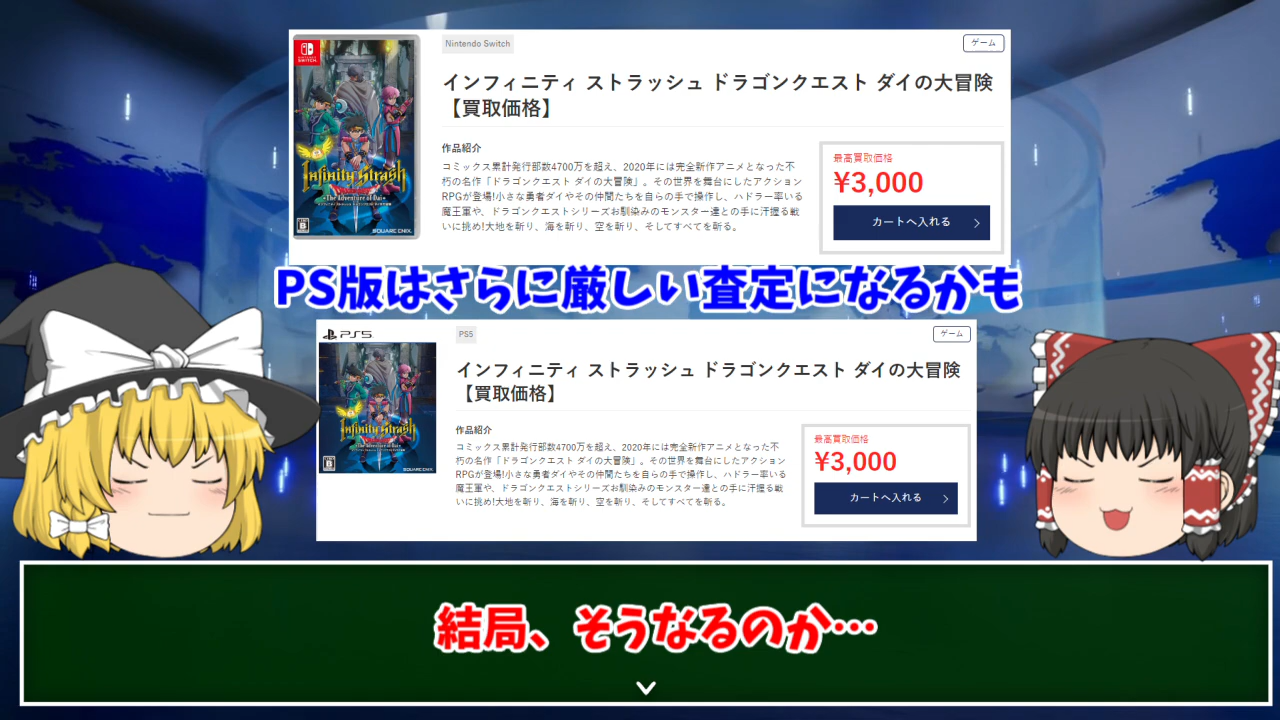 Nintendo Switch
ゲーム
インフィニティ ストラッシュ ドラゴンクエスト ダイの大冒険
【買取価格】
作品紹介
コミックス累計発行部数4700万を超え、2020年には完全新作アニメとなった不
朽の名作「ドラゴンクエスト ダイの大冒険」。その世界を舞台にしたアクション
RPGが登場!小さな勇者ダイやその仲間たちを自らの手で操作し、ハドラー率いる
魔王軍や、ドラゴンクエストシリーズお馴染みのモンスター達との手に汗握る戦
いに挑め!大地を斬り、海を斬り、空を斬り、そしてすべてを斬る。
最高買取価格
¥3,000
カートへ入れる
Infinity Strash
The Adventure of Dai
SQUARE ENIX
PS版はさらに厳しい査定になるかも
PS5
PS5
ゲーム
インフィニティ ストラッシュ ドラゴンクエスト ダイの大冒険
【買取価格】
作品紹介
コミックス累計発行部数4700万を超え、2020年には完全新作アニメとなった不
朽の名作「ドラゴンクエスト ダイの大冒険」。その世界を舞台にしたアクション
RPGが登場!小さな勇者ダイやその仲間たちを自らの手で操作し、ハドラー率いる
魔王軍や、ドラゴンクエストシリーズお馴染みのモンスター達との手に汗握る戦
いに挑め!大地を斬り、海を斬り、空を斬り、そしてすべてを斬る。
最高買取価格
¥3,000
カートへ入れる
Infinity Strash
The Adventure of Dai
SQUARE ENIX
結局、そうなるのか…